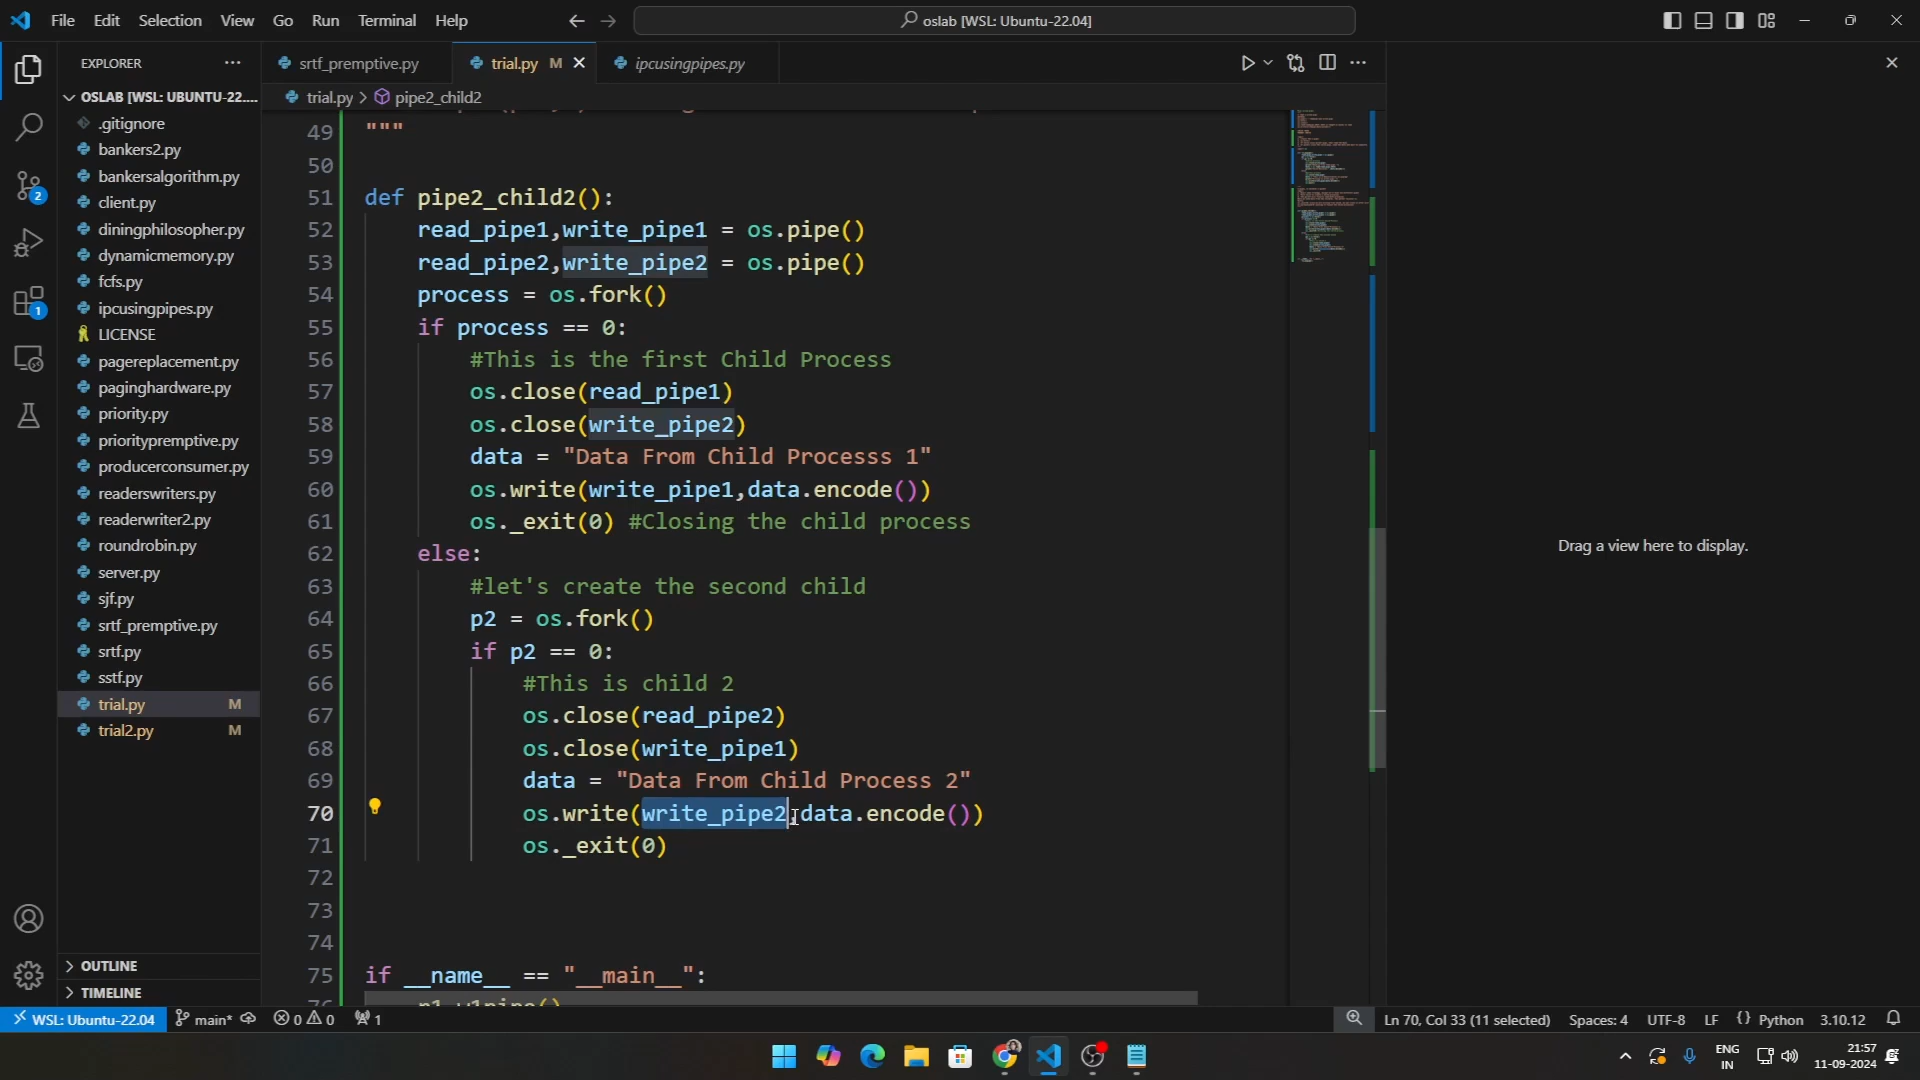 File Edit Selection View Go Run Terminal Help
oslab [WSL: Ubuntu-22.04]
EXPLORER
srtf_premptive.py
trial.py M
ipcusingpipes.py
OSLAB [WSL: UBUNTU-22....
trial.py > pipe2_child2
.gitignore
bankers2.py
bankersalgorithm.py
client.py
diningphilosopher.py
dynamicmemory.py
fcfs.py
ipcusingpipes.py
LICENSE
pagereplacement.py
paginghardware.py
priority.py
prioritypremptive.py
producerconsumer.py
readerswriters.py
readerwriter2.py
roundrobin.py
server.py
sjf.py
srtf_premptive.py
srtf.py
sstf.py
trial.py M
trial2.py M
OUTLINE
TIMELINE
2
1
49 """
50
51 def pipe2_child2():
52 read_pipe1,write_pipe1 = os.pipe()
53 read_pipe2,write_pipe2 = os.pipe()
54 process = os.fork()
55 if process == 0:
56 #This is the first Child Process
57 os.close(read_pipe1)
58 os.close(write_pipe2)
59 data = "Data From Child Processs 1"
60 os.write(write_pipe1,data.encode())
61 os._exit(0) #Closing the child process
62 else:
63 #let's create the second child
64 p2 = os.fork()
65 if p2 == 0:
66 #This is child 2
67 os.close(read_pipe2)
68 os.close(write_pipe1)
69 data = "Data From Child Process 2"
70 os.write(write_pipe2,data.encode())
71 os._exit(0)
72
73
74
75 if __name__ == "__main__":
Drag a view here to display.
WSL: Ubuntu-22.04 main* 0 0 1
Ln 70, Col 33 (11 selected) Spaces: 4 UTF-8 LF Python 3.10.12
ENG
IN
21:57
11-09-2024